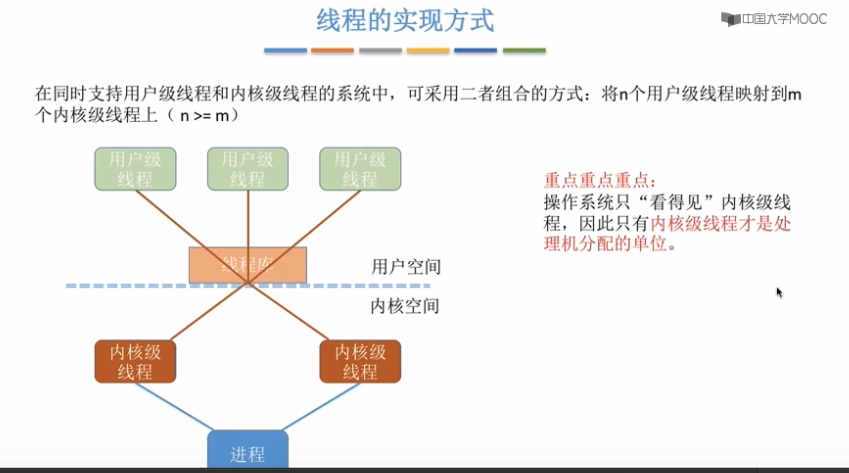 线程的实现方式
中国大学MOOC
在同时支持用户级线程和内核级线程的系统中，可采用二者组合的方式：将n个用户级线程映射到m
个内核级线程上（ n >= m）
用户级
线程
用户级
线程
用户级
线程
重点重点重点：
操作系统只“看得见”内核级线
程，因此只有内核级线程才是处
理机分配的单位。
线程库
用户空间
内核空间
内核级
线程
内核级
线程
进程